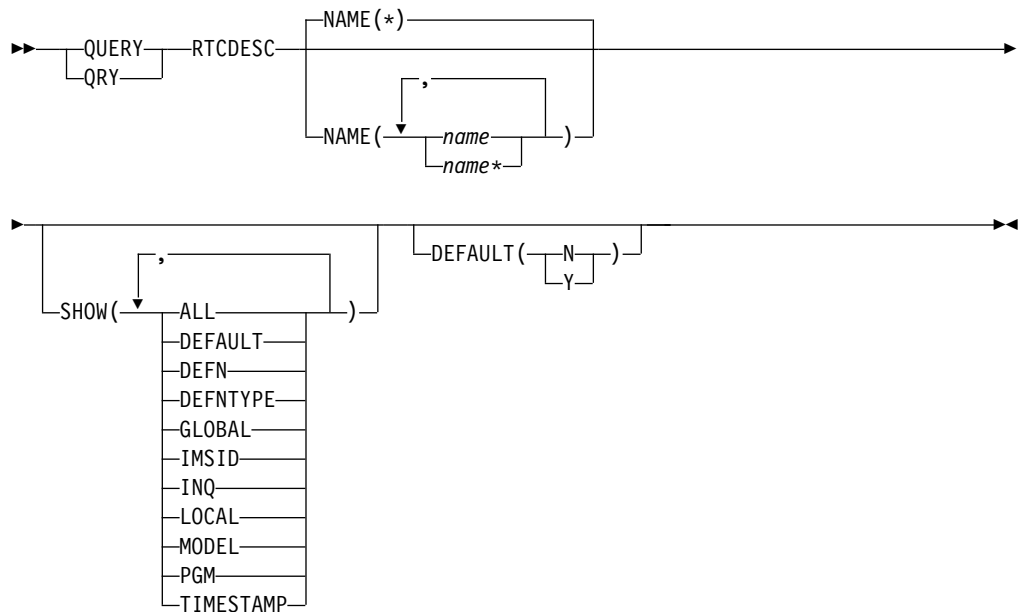 NAME(*)
QUERY RTCDESC
QRY
,
NAME( name )
name*
,
DEFAULT( N )
Y
SHOW( ALL )
DEFAULT
DEFN
DEFNTYPE
GLOBAL
IMSID
INQ
LOCAL
MODEL
PGM
TIMESTAMP